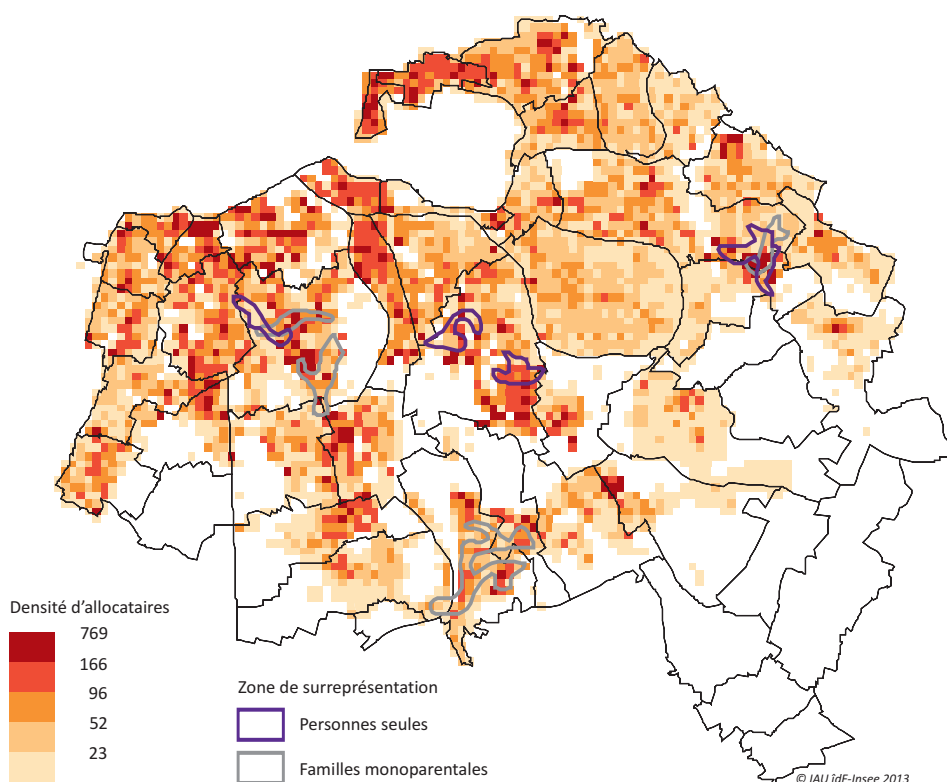 Densité d'allocataires
769
166
96
52
23
Zone de surreprésentation
Personnes seules
Familles monoparentales
© IAU îdF-Insee 2013